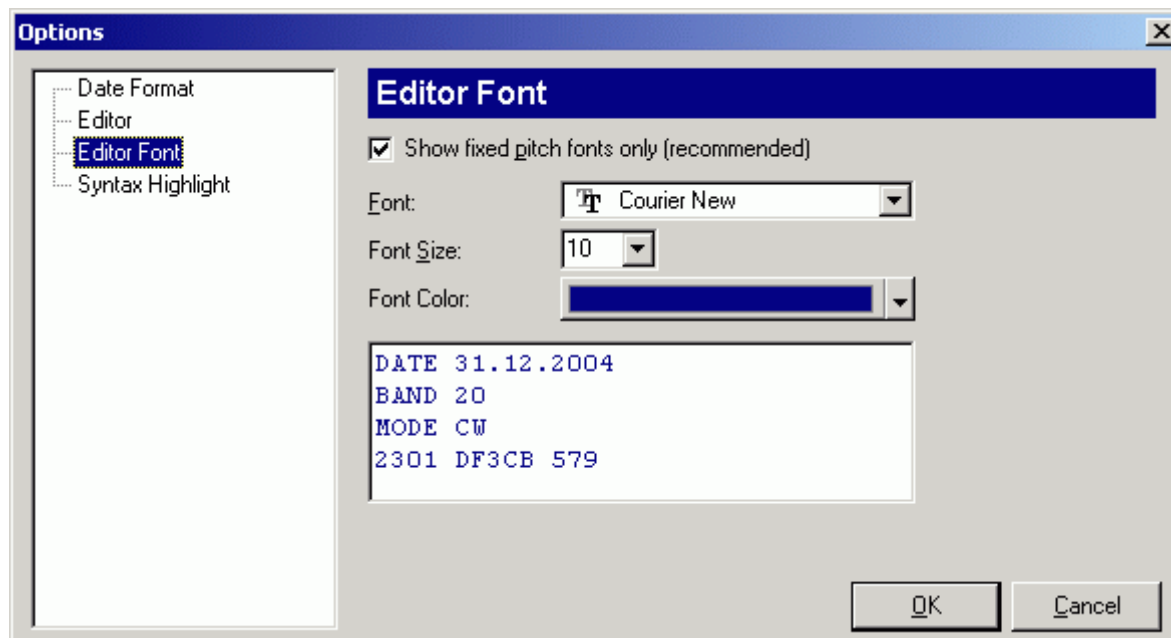 Options
Date Format
Editor
Editor Font
Syntax Highlight
Editor Font
Show fixed pitch fonts only (recommended)
Font: Courier New
Font Size: 10
Font Color:
DATE 31.12.2004
BAND 20
MODE CW
2301 DF3CB 579
OK Cancel